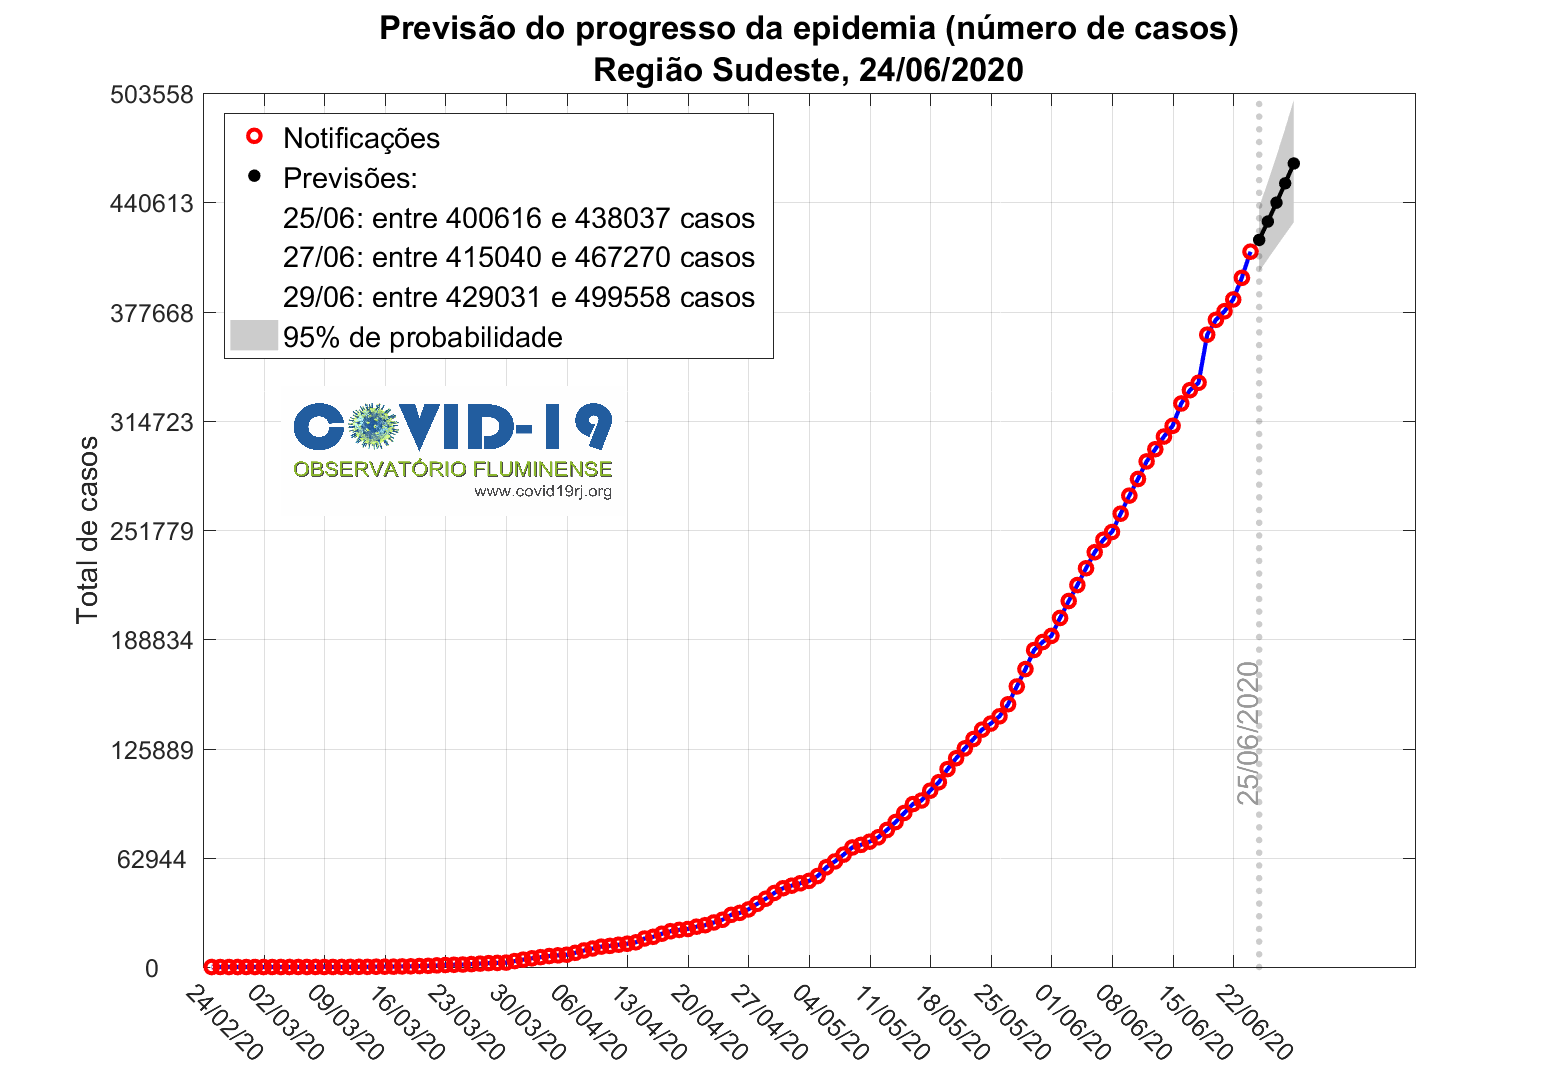 Previsão do progresso da epidemia (número de casos)
Região Sudeste, 24/06/2020
503558
440613
377668
314723
251779
188834
125889
62944
0
Total de casos
Notificações
Previsões:
25/06: entre 400616 e 438037 casos
27/06: entre 415040 e 467270 casos
29/06: entre 429031 e 499558 casos
95% de probabilidade
COVID-19
OBSERVATÓRIO FLUMINENSE
www.covid19rj.org
25/06/2020
24/02/20
02/03/20
09/03/20
16/03/20
23/03/20
30/03/20
06/04/20
13/04/20
20/04/20
27/04/20
04/05/20
11/05/20
18/05/20
25/05/20
01/06/20
08/06/20
15/06/20
22/06/20